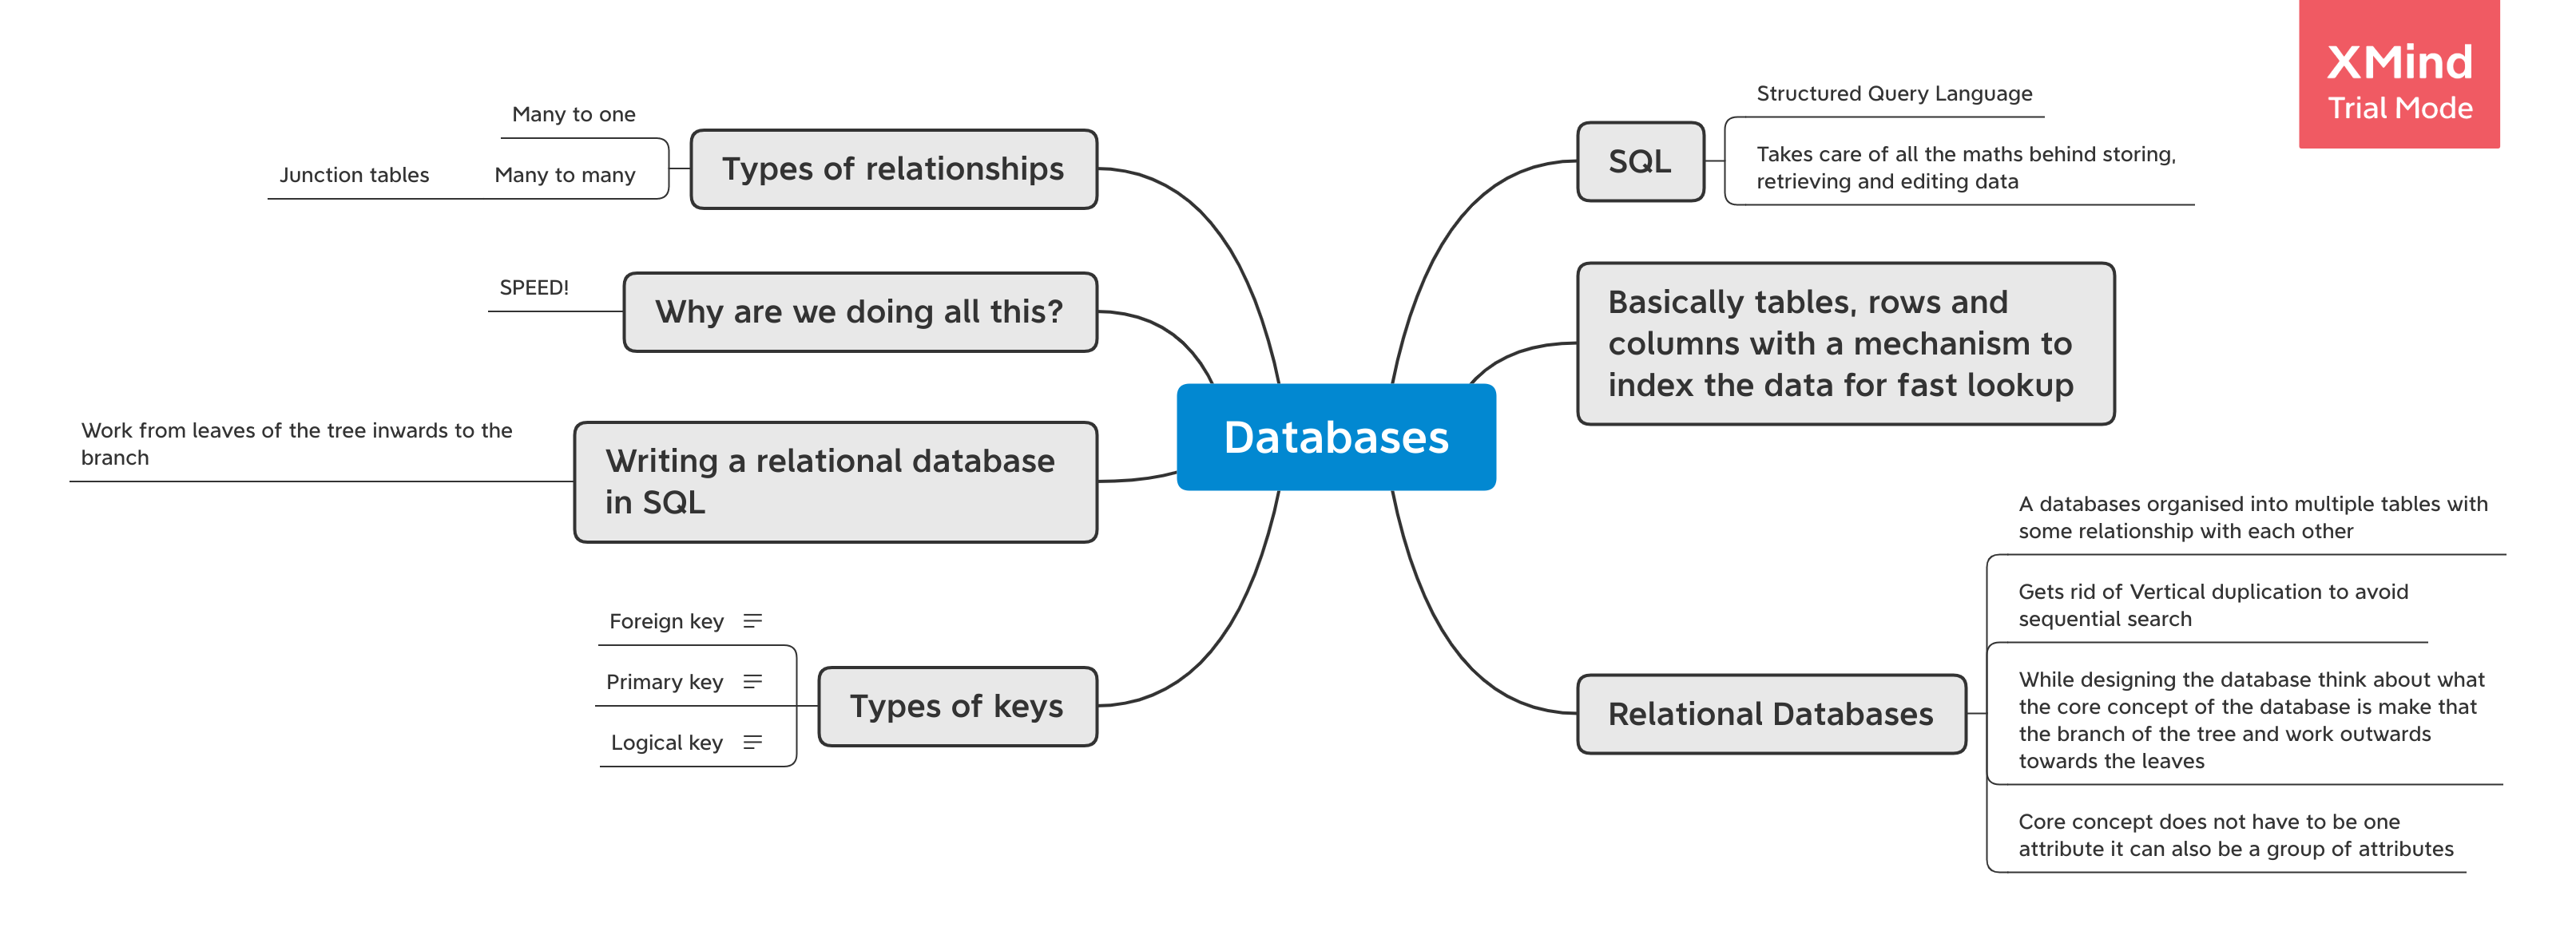 XMind
Trial Mode
Many to one
Junction tables
Many to many
Types of relationships
SPEED!
Why are we doing all this?
Work from leaves of the tree inwards to the
branch
Writing a relational database
in SQL
Foreign key
Primary key
Logical key
Types of keys
Databases
SQL
Structured Query Language
Takes care of all the maths behind storing,
retrieving and editing data
Basically tables, rows and
columns with a mechanism to
index the data for fast lookup
Relational Databases
A databases organised into multiple tables with
some relationship with each other
Gets rid of Vertical duplication to avoid
sequential search
While designing the database think about what
the core concept of the database is make that
the branch of the tree and work outwards
towards the leaves
Core concept does not have to be one
attribute it can also be a group of attributes